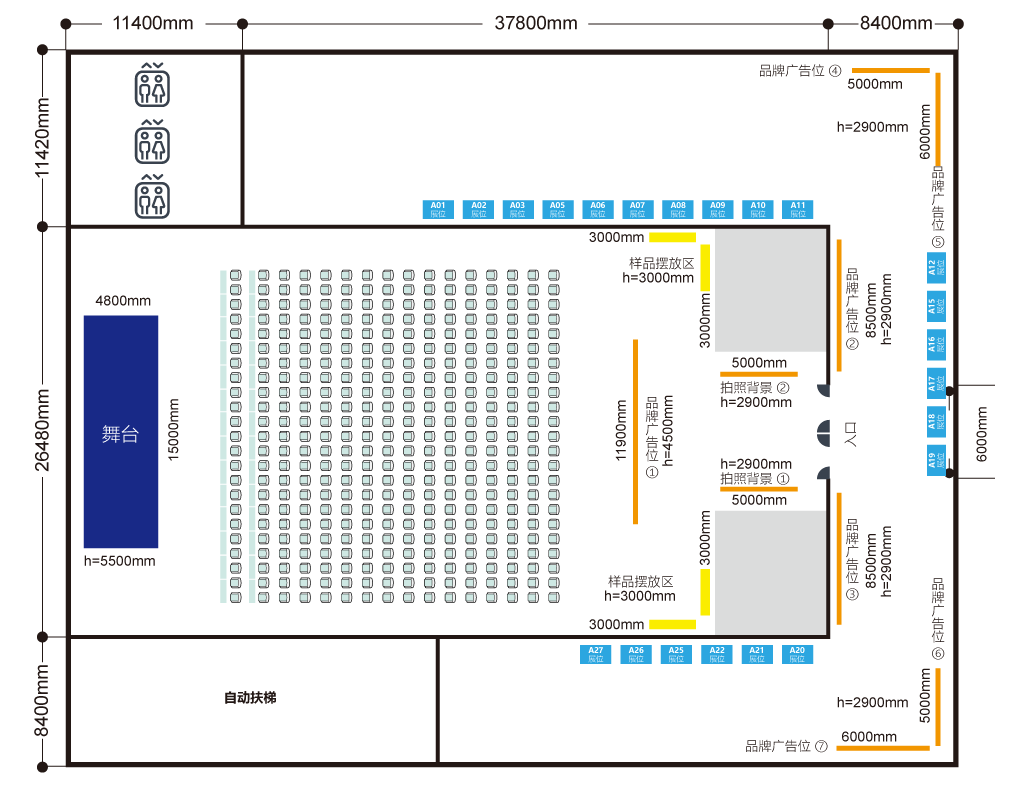 11400mm
37800mm
8400mm
11420mm
26480mm
8400mm
品牌广告位 ④
5000mm
h=2900mm
6000mm
品牌广告位 ⑤
A01
展位
A02
展位
A03
展位
A05
展位
A06
展位
A07
展位
A08
展位
A09
展位
A10
展位
A11
展位
3000mm
样品摆放区
h=3000mm
3000mm
品牌广告位 ②
8500mm
h=2900mm
A12
展位
A15
展位
A16
展位
A17
展位
A18
展位
A19
展位
4800mm
舞台
15000mm
h=5500mm
5000mm
拍照背景 ②
h=2900mm
11900mm
品牌广告位 ①
h=4500mm
入口
6000mm
h=2900mm
拍照背景 ①
5000mm
3000mm
样品摆放区
h=3000mm
3000mm
品牌广告位 ③
8500mm
h=2900mm
品牌广告位 ⑥
A27
展位
A26
展位
A25
展位
A22
展位
A21
展位
A20
展位
自动扶梯
h=2900mm
5000mm
6000mm
品牌广告位 ⑦